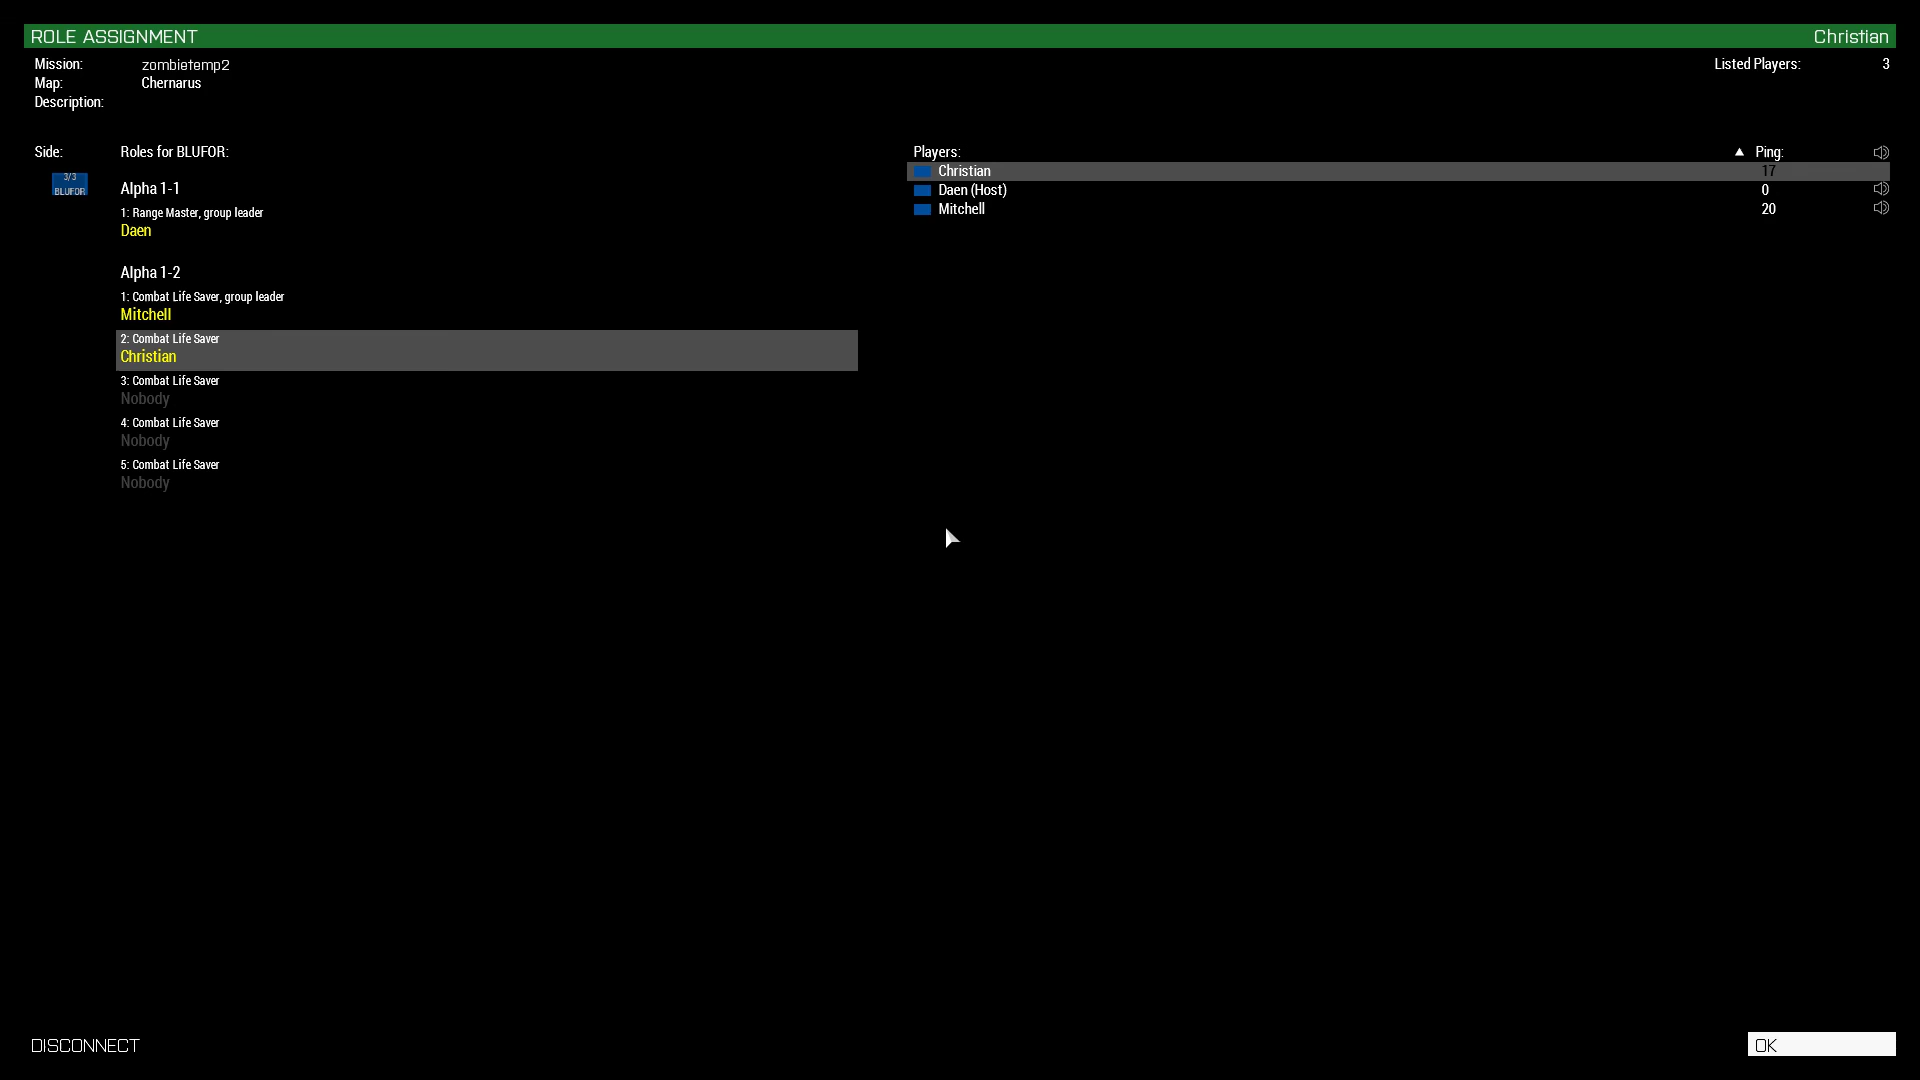 ROLE ASSIGNMENT
Christian
Mission: zombietemp2
Listed Players: 3
Map: Chernarus
Description:
Side:
3/3
BLUFOR
Roles for BLUFOR:
Alpha 1-1
1: Range Master, group leader
Daen
Alpha 1-2
1: Combat Life Saver, group leader
Mitchell
2: Combat Life Saver
Christian
3: Combat Life Saver
Nobody
4: Combat Life Saver
Nobody
5: Combat Life Saver
Nobody
Players: Ping:
Christian 17
Daen (Host) 0
Mitchell 20
DISCONNECT
OK